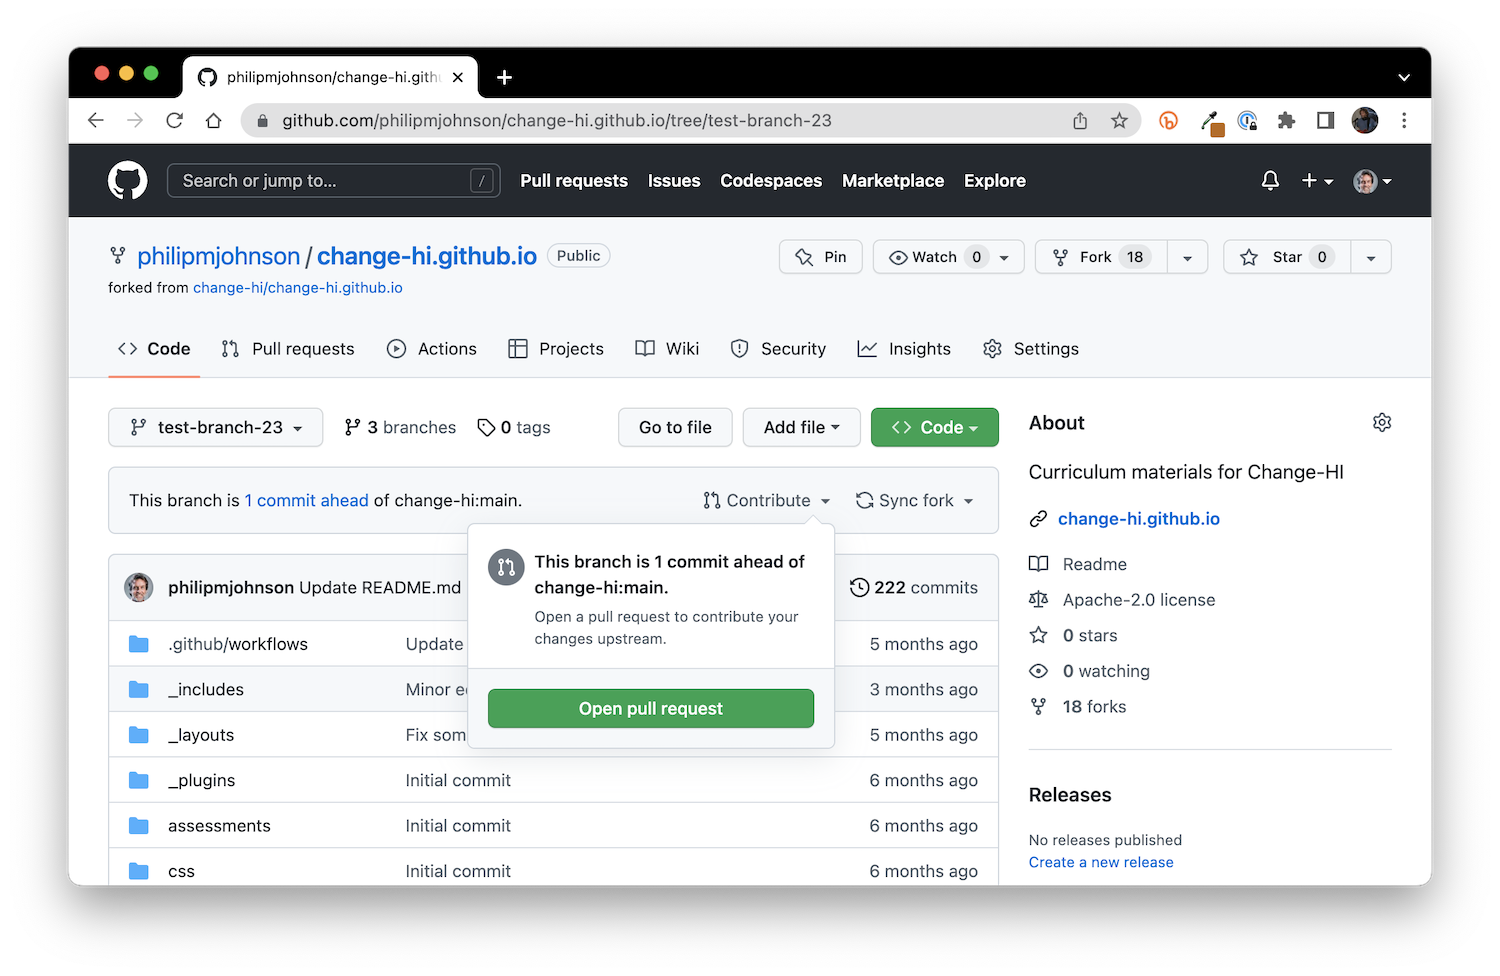 philipmjohnson/change-hi.gith
github.com/philipmjohnson/change-hi.github.io/tree/test-branch-23
Search or jump to... /
Pull requests Issues Codespaces Marketplace Explore
philipmjohnson / change-hi.github.io Public
Pin Watch 0 Fork 18 Star 0
forked from change-hi/change-hi.github.io
Code Pull requests Actions Projects Wiki Security Insights Settings
test-branch-23 3 branches 0 tags Go to file Add file Code
This branch is 1 commit ahead of change-hi:main. Contribute Sync fork
This branch is 1 commit ahead of
change-hi:main.
Open a pull request to contribute your
changes upstream.
Open pull request
philipmjohnson Update README.md 222 commits
.github/workflows Update 5 months ago
_includes Minor 3 months ago
_layouts Fix som 5 months ago
_plugins Initial commit 6 months ago
assessments Initial commit 6 months ago
css Initial commit 6 months ago
About
Curriculum materials for Change-HI
change-hi.github.io
Readme
Apache-2.0 license
0 stars
0 watching
18 forks
Releases
No releases published
Create a new release